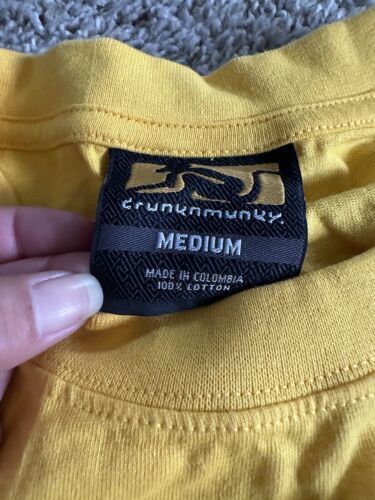 drunknmunky.
MEDIUM
MADE IN COLOMBIA
100% COTTON